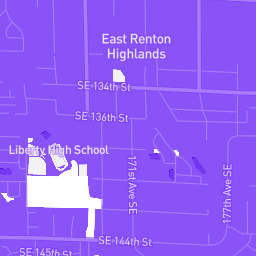 East Renton
Highlands
SE 134th St
SE 136th St
Liberty High School
171st Ave SE
177th Ave SE
SE 144th St
SE 145th St